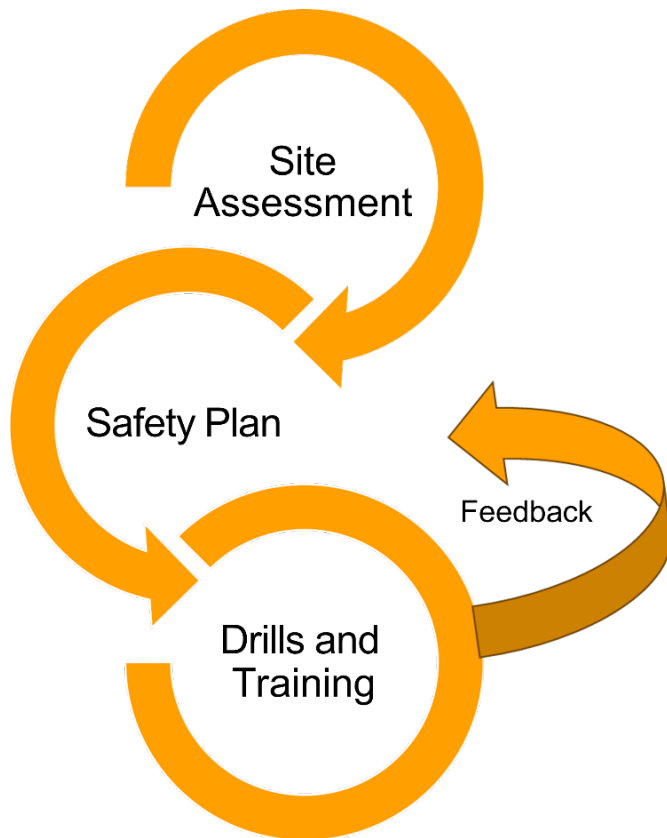 Site
Assessment
Safety Plan
Feedback
Drills and
Training